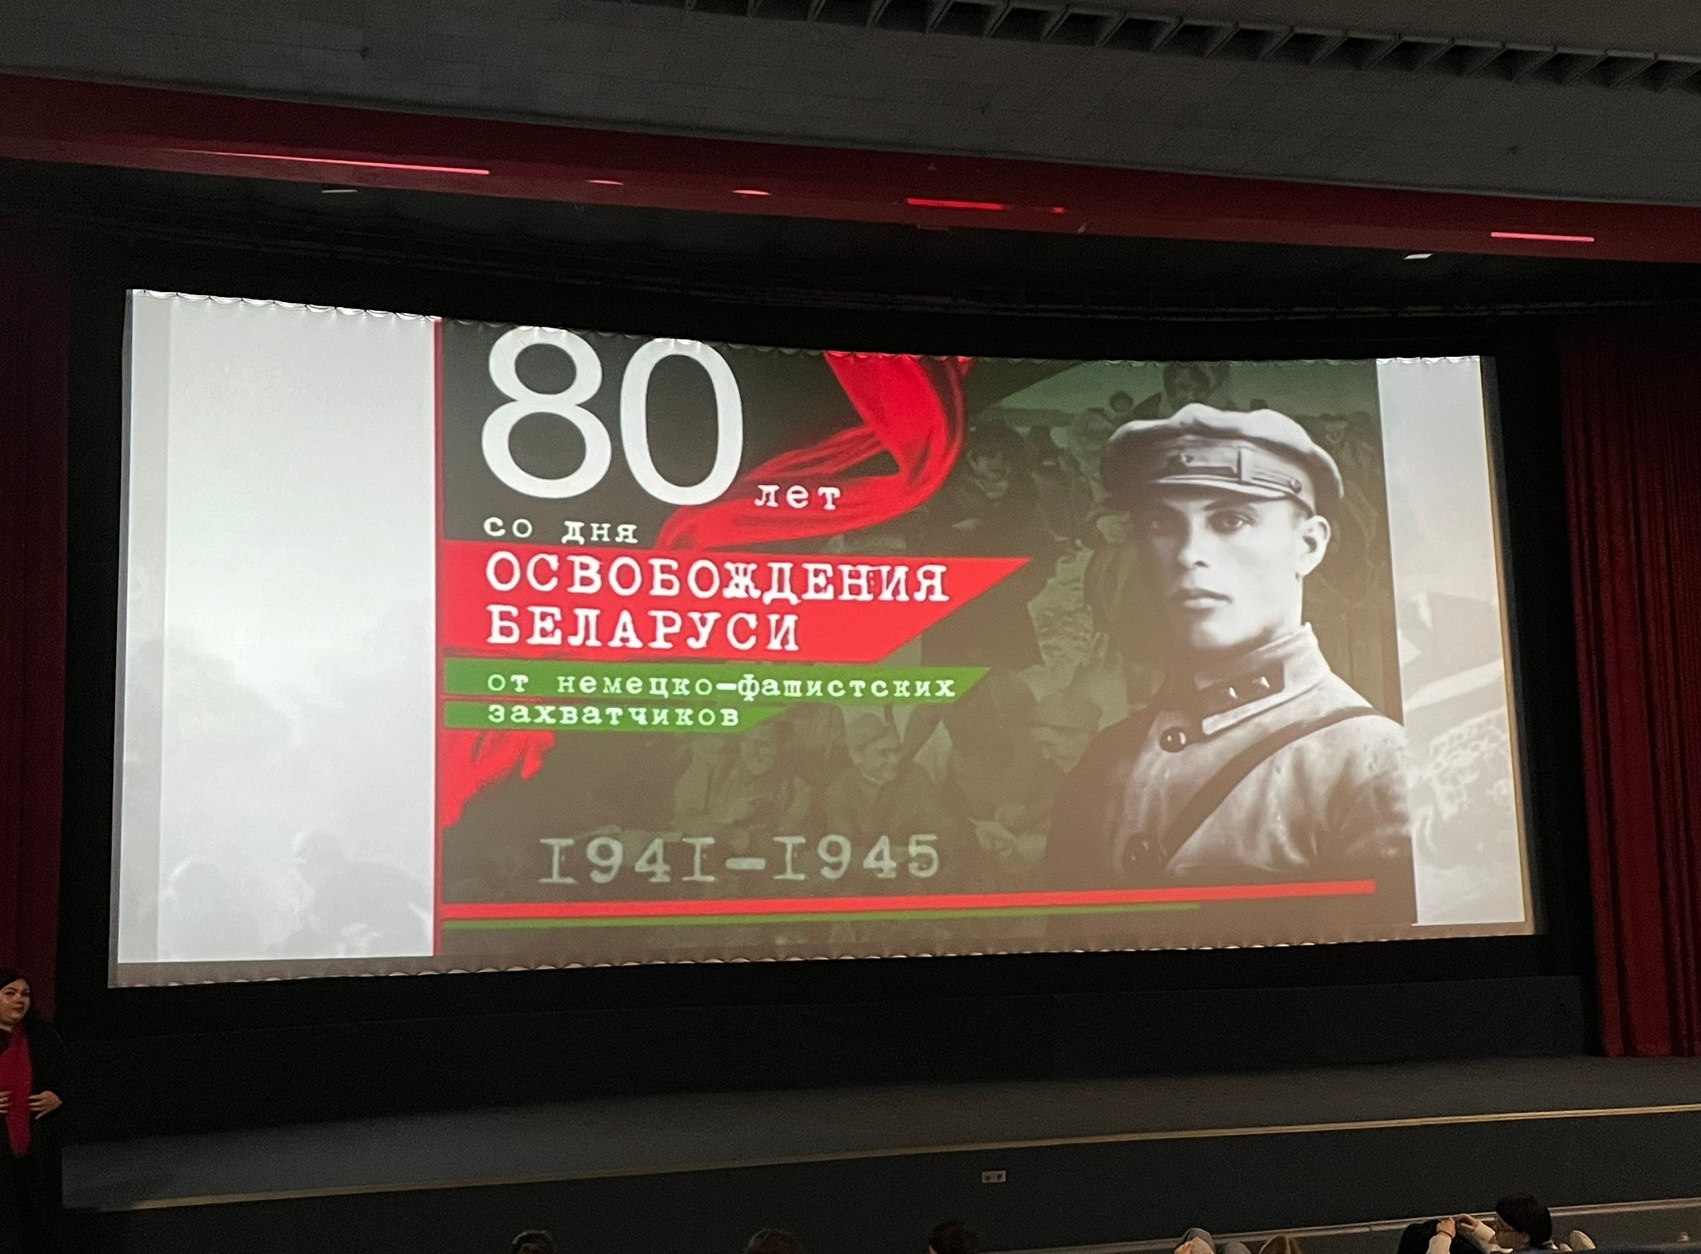 80 лет
со дня
ОСВОБОЖДЕНИЯ
БЕЛАРУСИ
от немецко-фашистских
захватчиков
1941-1945